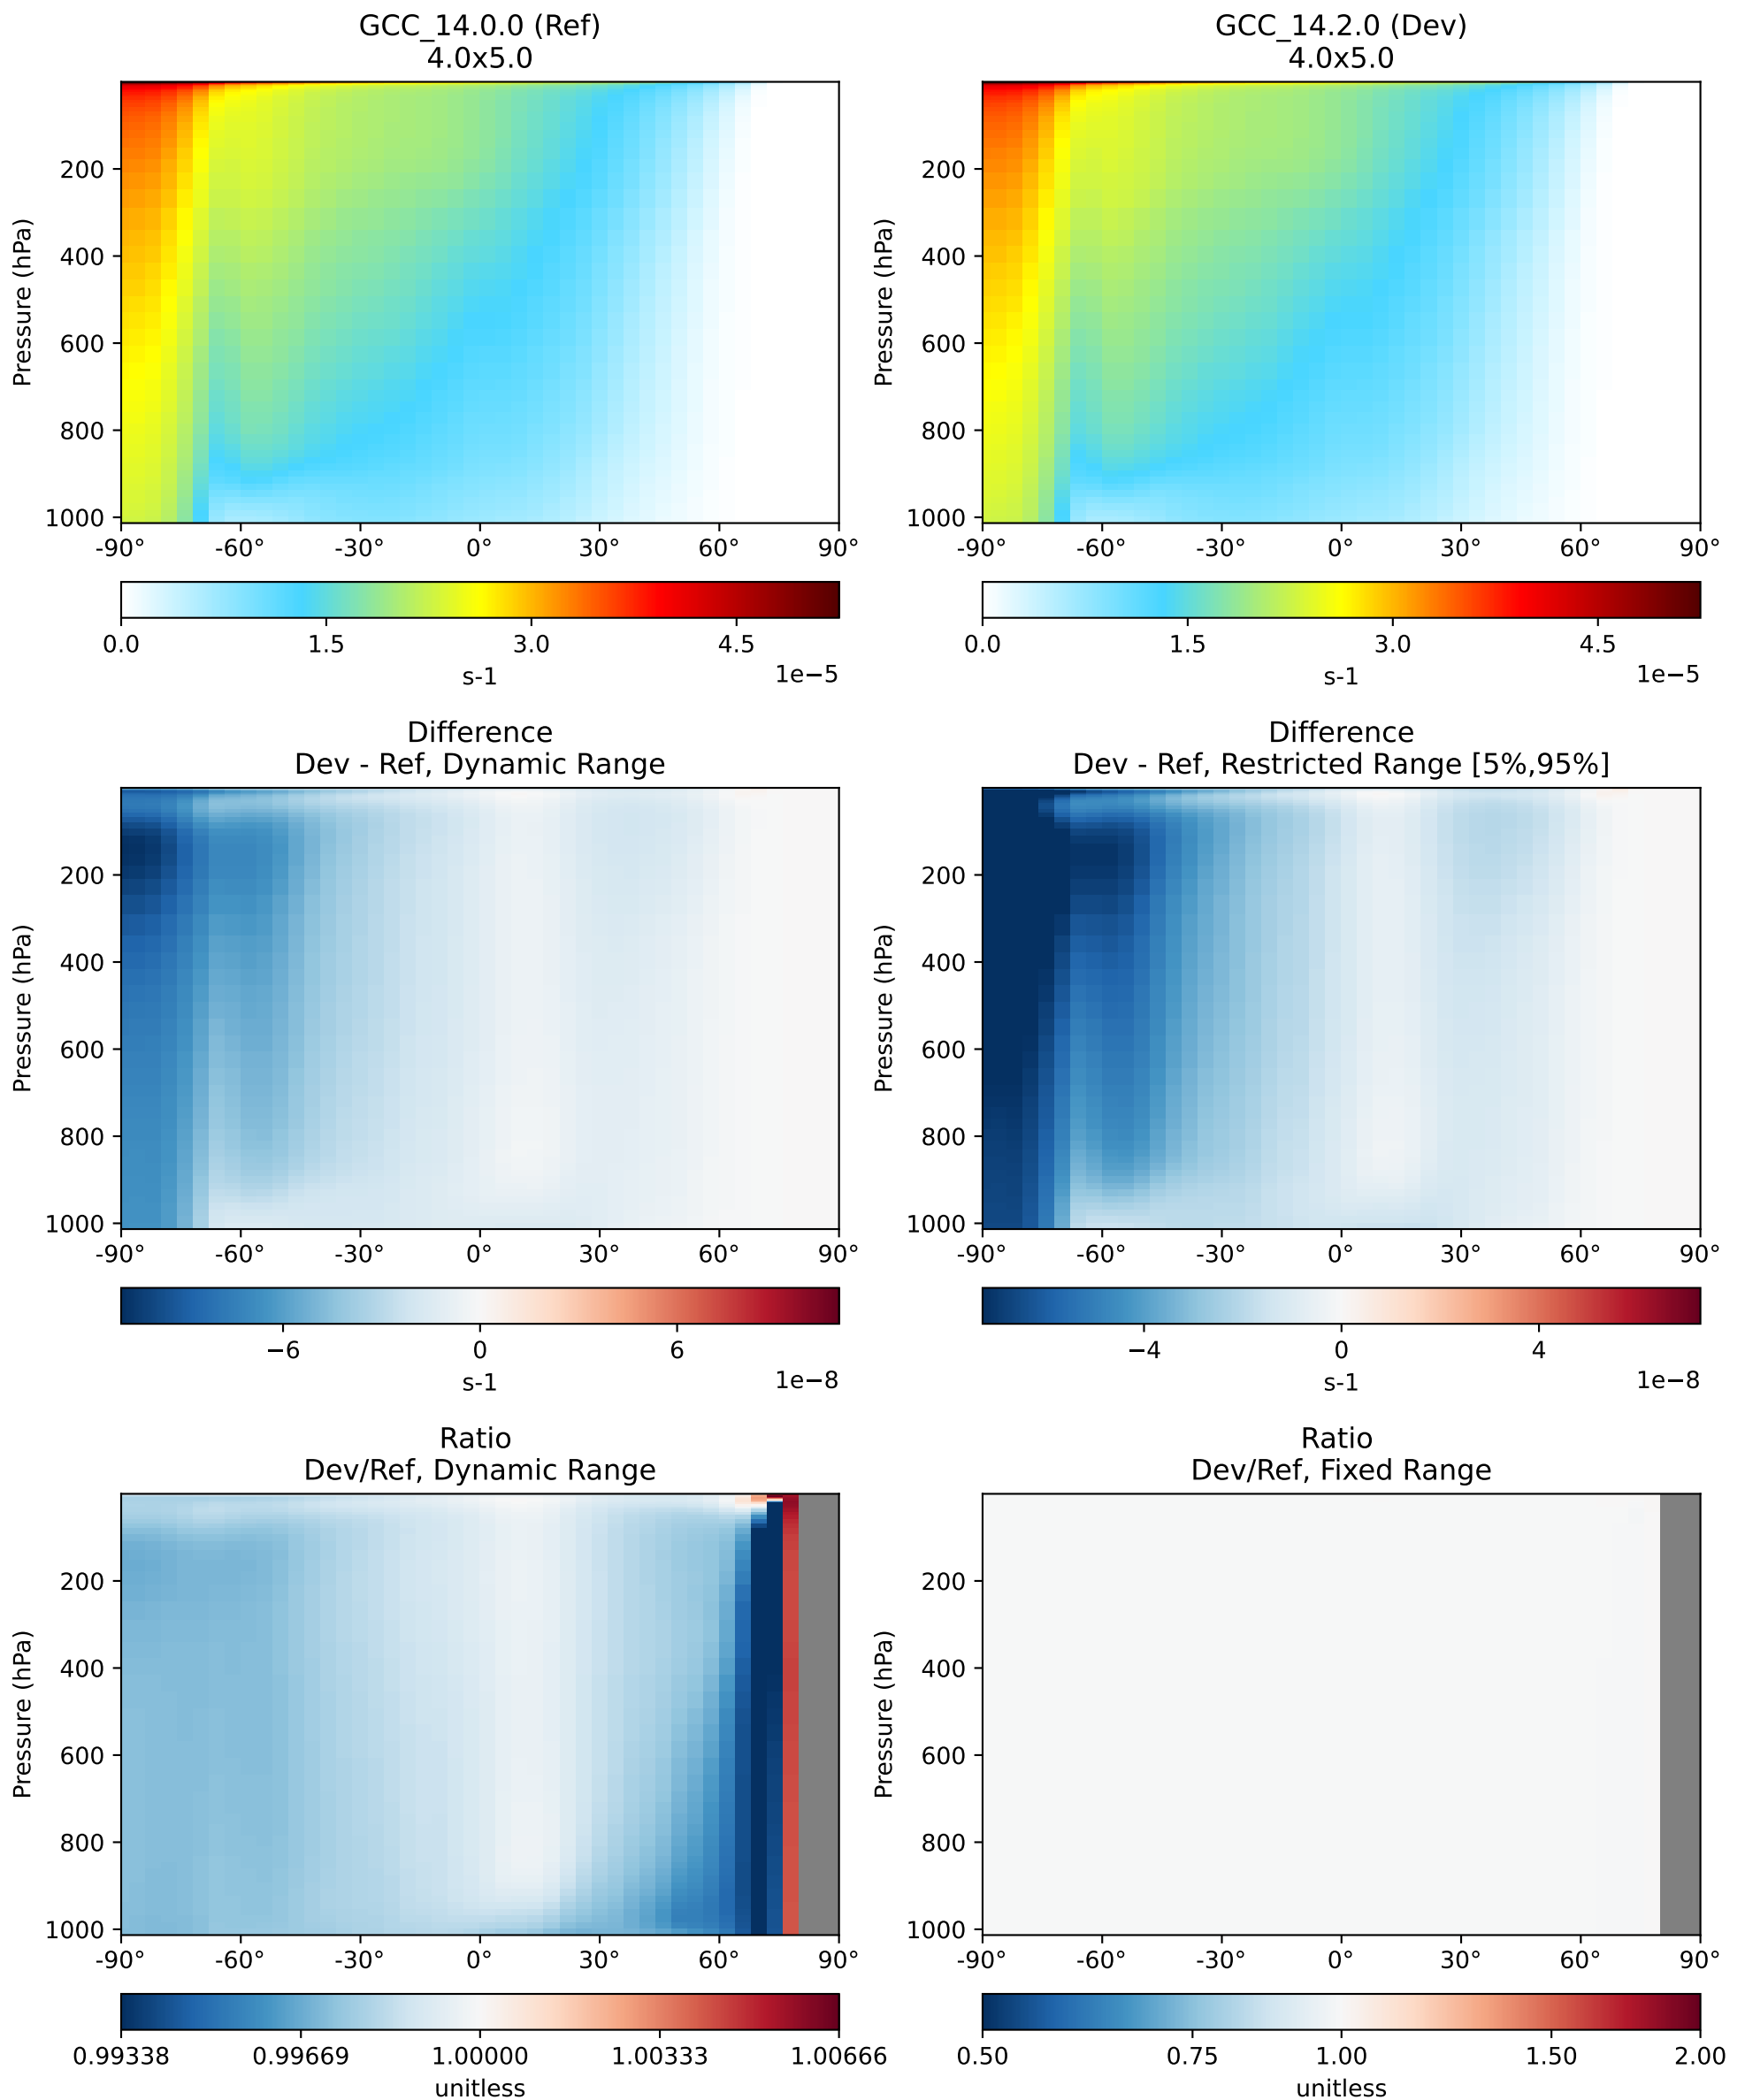 GCC_14.0.0 (Ref)
4.0x5.0
Pressure (hPa)
200
400
600
800
1000
-90° -60° -30° 0° 30° 60° 90°
0.0 1.5 3.0 4.5
s-1 1e−5
GCC_14.2.0 (Dev)
4.0x5.0
Pressure (hPa)
200
400
600
800
1000
-90° -60° -30° 0° 30° 60° 90°
0.0 1.5 3.0 4.5
s-1 1e−5
Difference
Dev - Ref, Dynamic Range
Pressure (hPa)
200
400
600
800
1000
-90° -60° -30° 0° 30° 60° 90°
−6 0 6
s-1 1e−8
Difference
Dev - Ref, Restricted Range [5%,95%]
Pressure (hPa)
200
400
600
800
1000
-90° -60° -30° 0° 30° 60° 90°
−4 0 4
s-1 1e−8
Ratio
Dev/Ref, Dynamic Range
Pressure (hPa)
200
400
600
800
1000
-90° -60° -30° 0° 30° 60° 90°
0.99338 0.99669 1.00000 1.00333 1.00666
unitless
Ratio
Dev/Ref, Fixed Range
Pressure (hPa)
200
400
600
800
1000
-90° -60° -30° 0° 30° 60° 90°
0.50 0.75 1.00 1.50 2.00
unitless